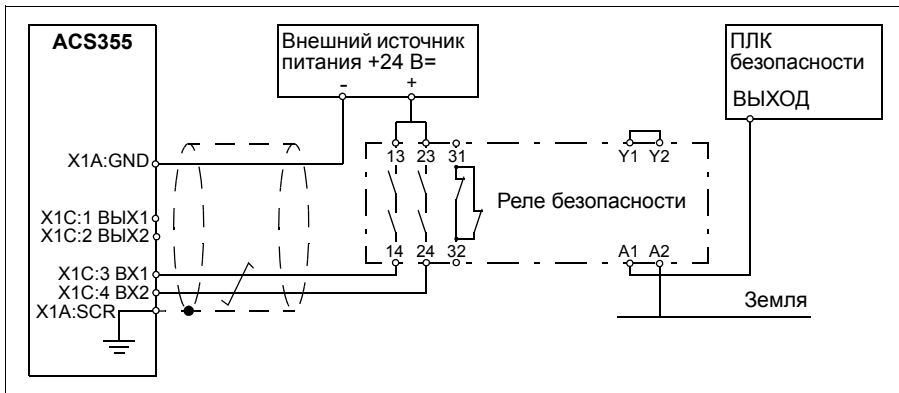 ACS355
Внешний источник
питания +24 В=
- +
ПЛК
безопасности
ВЫХОД
13 23 31
Y1 Y2
X1A:GND
Реле безопасности
X1C:1 ВЫХ1
X1C:2 ВЫХ2
14 24 32
A1 A2
X1C:3 ВХ1
X1C:4 ВХ2
X1A:SCR
Земля